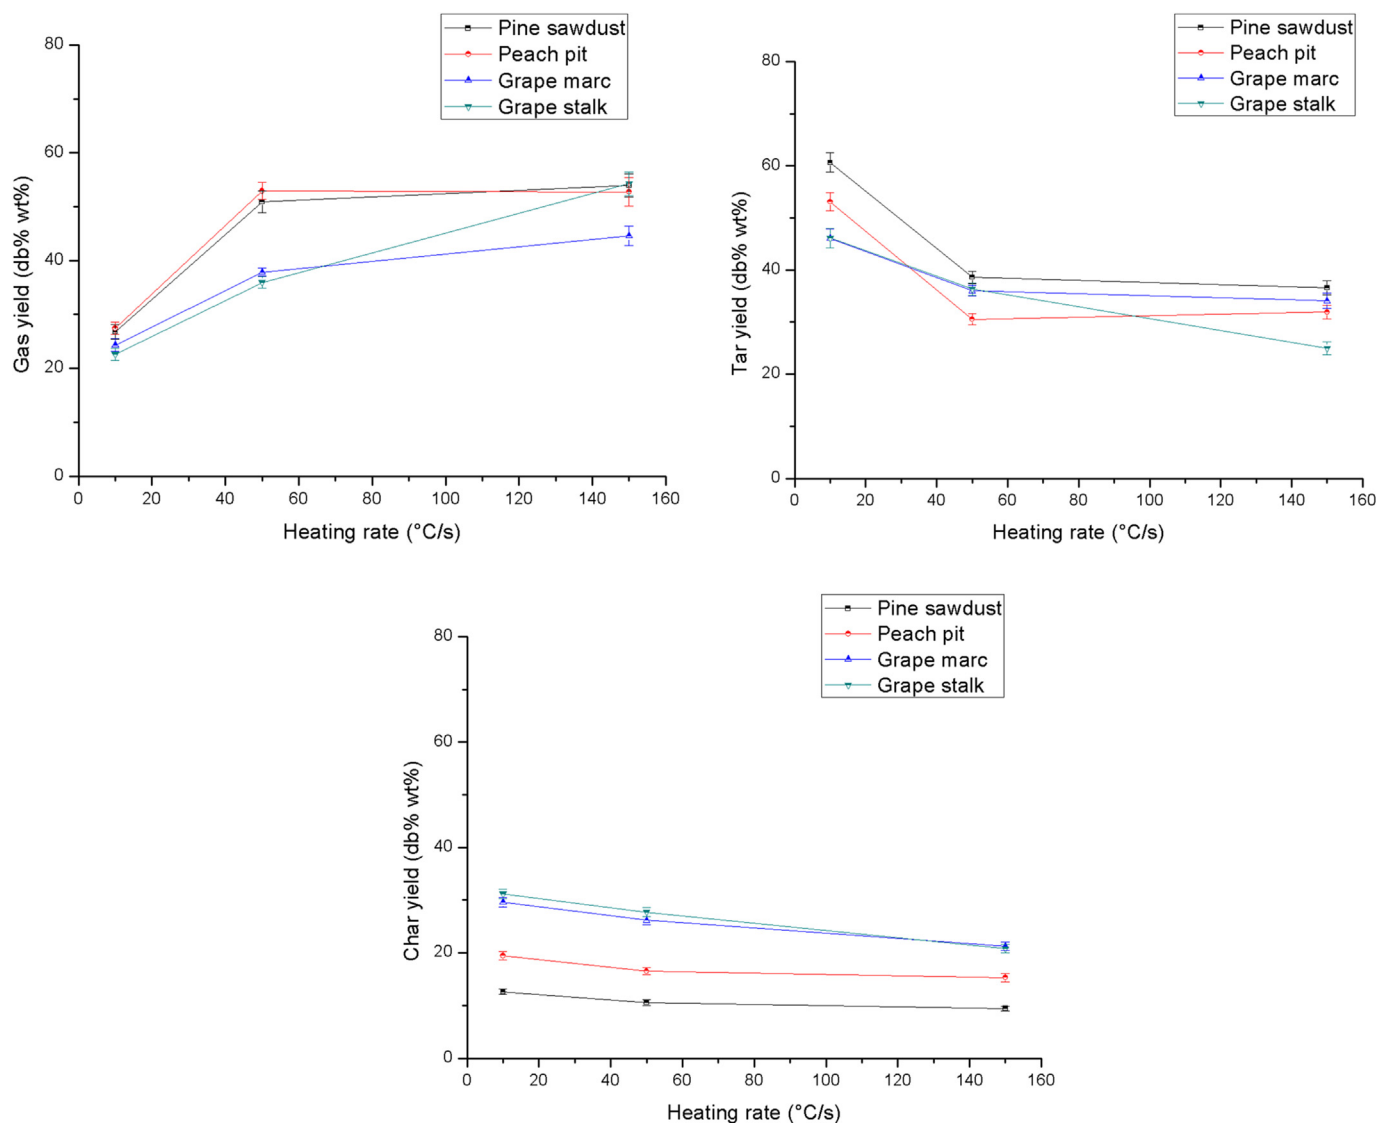 Pine sawdust
Peach pit
Grape marc
Grape stalk
80
60
40
20
0
Gas yield (db% wt%)
0 20 40 60 80 100 120 140 160
Heating rate (°C/s)
Pine sawdust
Peach pit
Grape marc
Grape stalk
80
60
40
20
0
Tar yield (db% wt%)
0 20 40 60 80 100 120 140 160
Heating rate (°C/s)
Pine sawdust
Peach pit
Grape marc
Grape stalk
80
60
40
20
0
Char yield (db% wt%)
0 20 40 60 80 100 120 140 160
Heating rate (°C/s)